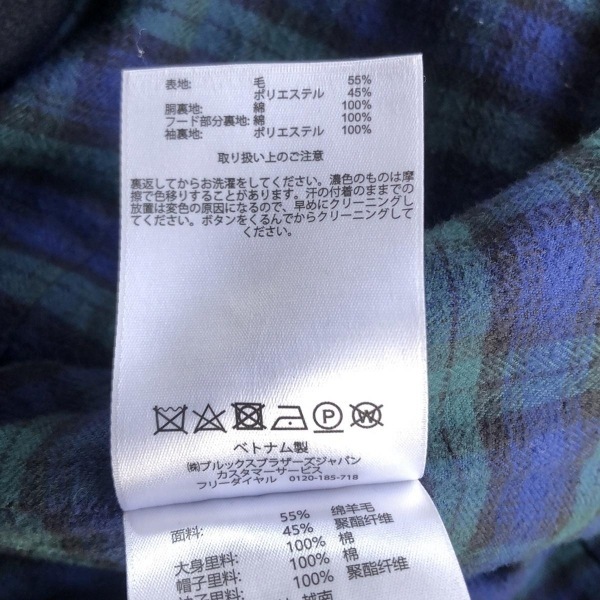 表地: 毛 55%
ポリエステル 45%
胴裏地: 綿 100%
フード部分裏地: 綿 100%
袖裏地: ポリエステル 100%
取り扱い上のご注意
裏返してからお洗濯をしてください。濃色のものは摩
擦で色移りすることがあります。汗の付着のままでの
放置は変色の原因になるので、早めにクリーニングして
ください。ボタンをくるんでからクリーニングして
ください。
P W
ベトナム製
㈱ブルックスブラザーズジャパン
カスタマーサービス
フリーダイヤル 0120-185-718
55% 绵羊毛
面料: 45% 聚酯纤维
大身里料: 100% 棉
帽子里料: 100% 棉
袖子里料: 100% 聚酯纤维
越南